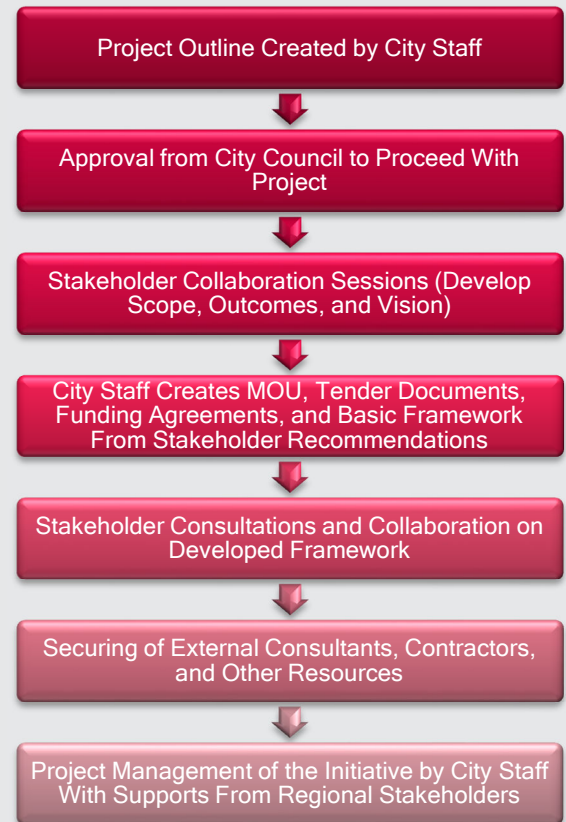 Project Outline Created by City Staff
Approval from City Council to Proceed With
Project
Stakeholder Collaboration Sessions (Develop
Scope, Outcomes, and Vision)
City Staff Creates MOU, Tender Documents,
Funding Agreements, and Basic Framework
From Stakeholder Recommendations
Stakeholder Consultations and Collaboration on
Developed Framework
Securing of External Consultants, Contractors,
and Other Resources
Project Management of the Initiative by City Staff
With Supports From Regional Stakeholders